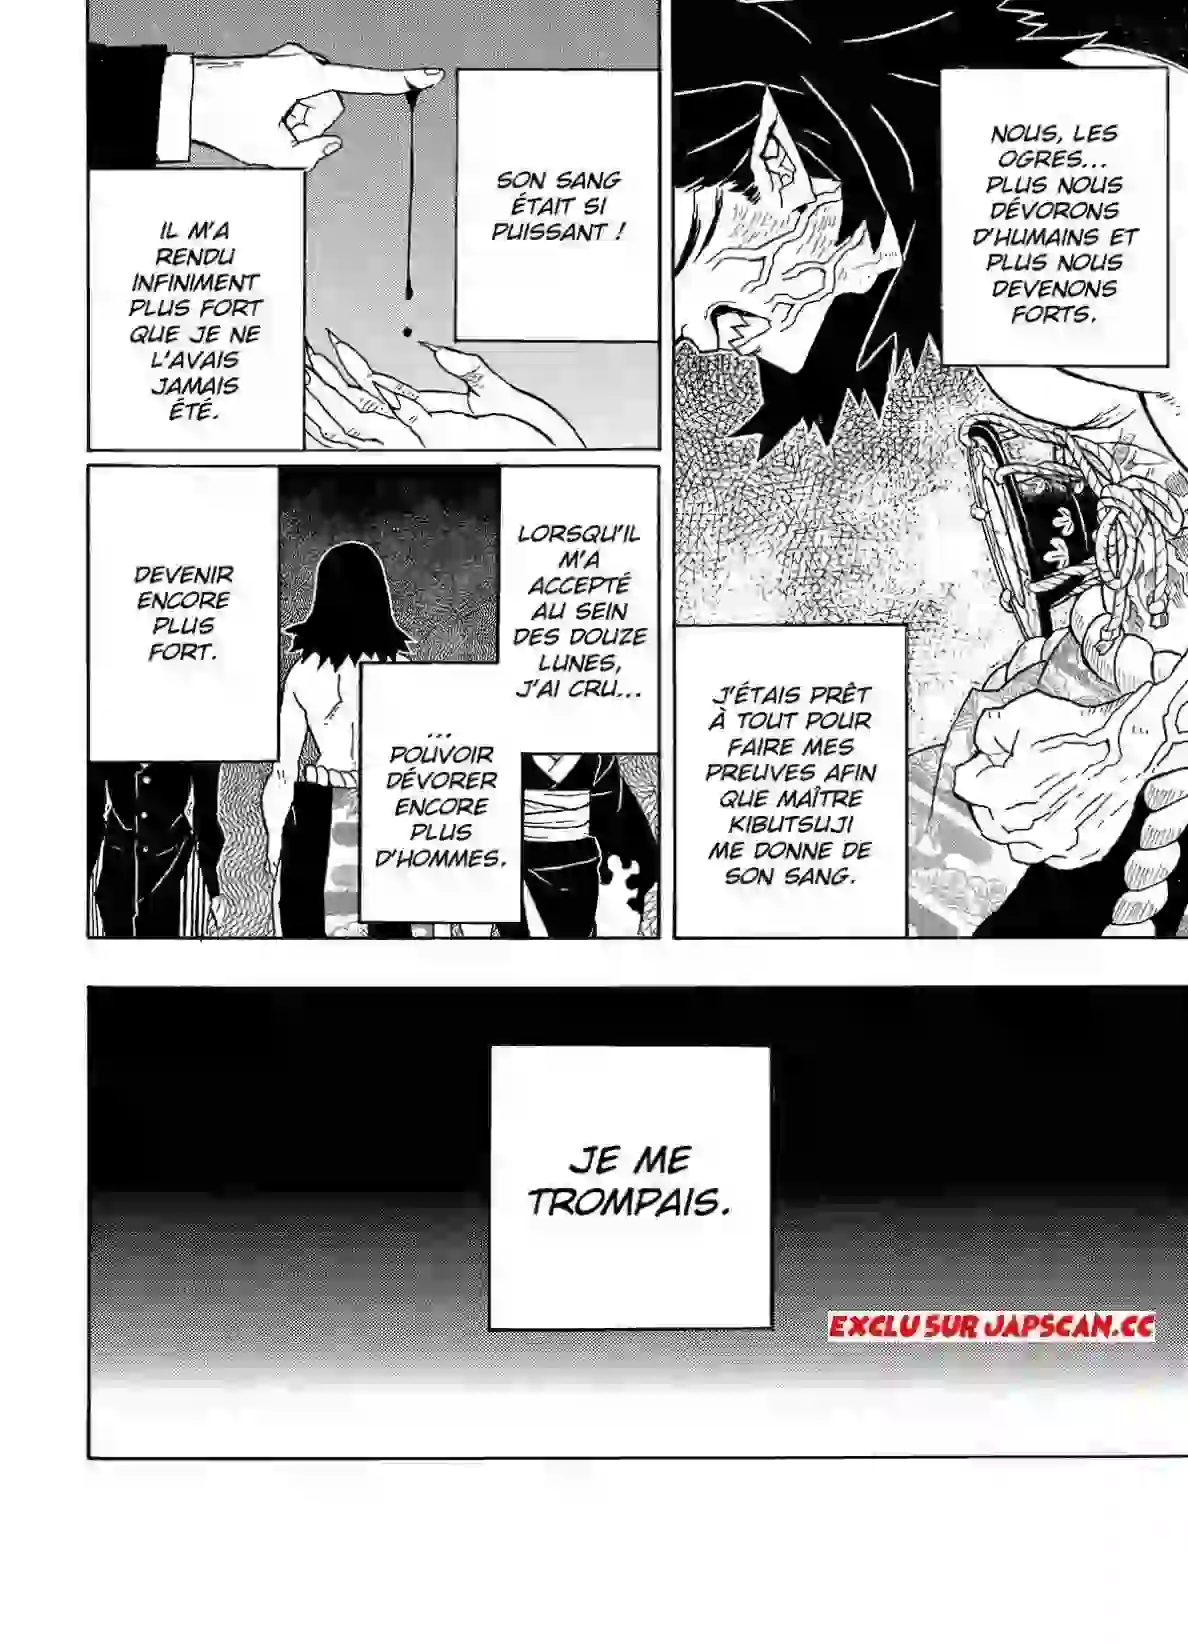 NOUS, LES
OGRES...
PLUS NOUS
DÉVORONS
D'HUMAINS ET
PLUS NOUS
DEVENONS
FORTS.
J'ÉTAIS PRÊT
À TOUT POUR
FAIRE MES
PREUVES AFIN
QUE MAÎTRE
KIBUTSUJI
ME DONNE DE
SON SANG.
SON SANG
ÉTAIT SI
PUISSANT !
IL M'A
RENDU
INFINIMENT
PLUS FORT
QUE JE NE
L'AVAIS
JAMAIS
ÉTÉ.
LORSQU'IL
M'A
ACCEPTÉ
AU SEIN
DES DOUZE
LUNES,
J'AI CRU...
...
POUVOIR
DÉVORER
ENCORE
PLUS
D'HOMMES.
DEVENIR
ENCORE
PLUS
FORT.
JE ME
TROMPAIS.
EXCLU SUR JAPSCAN.CC